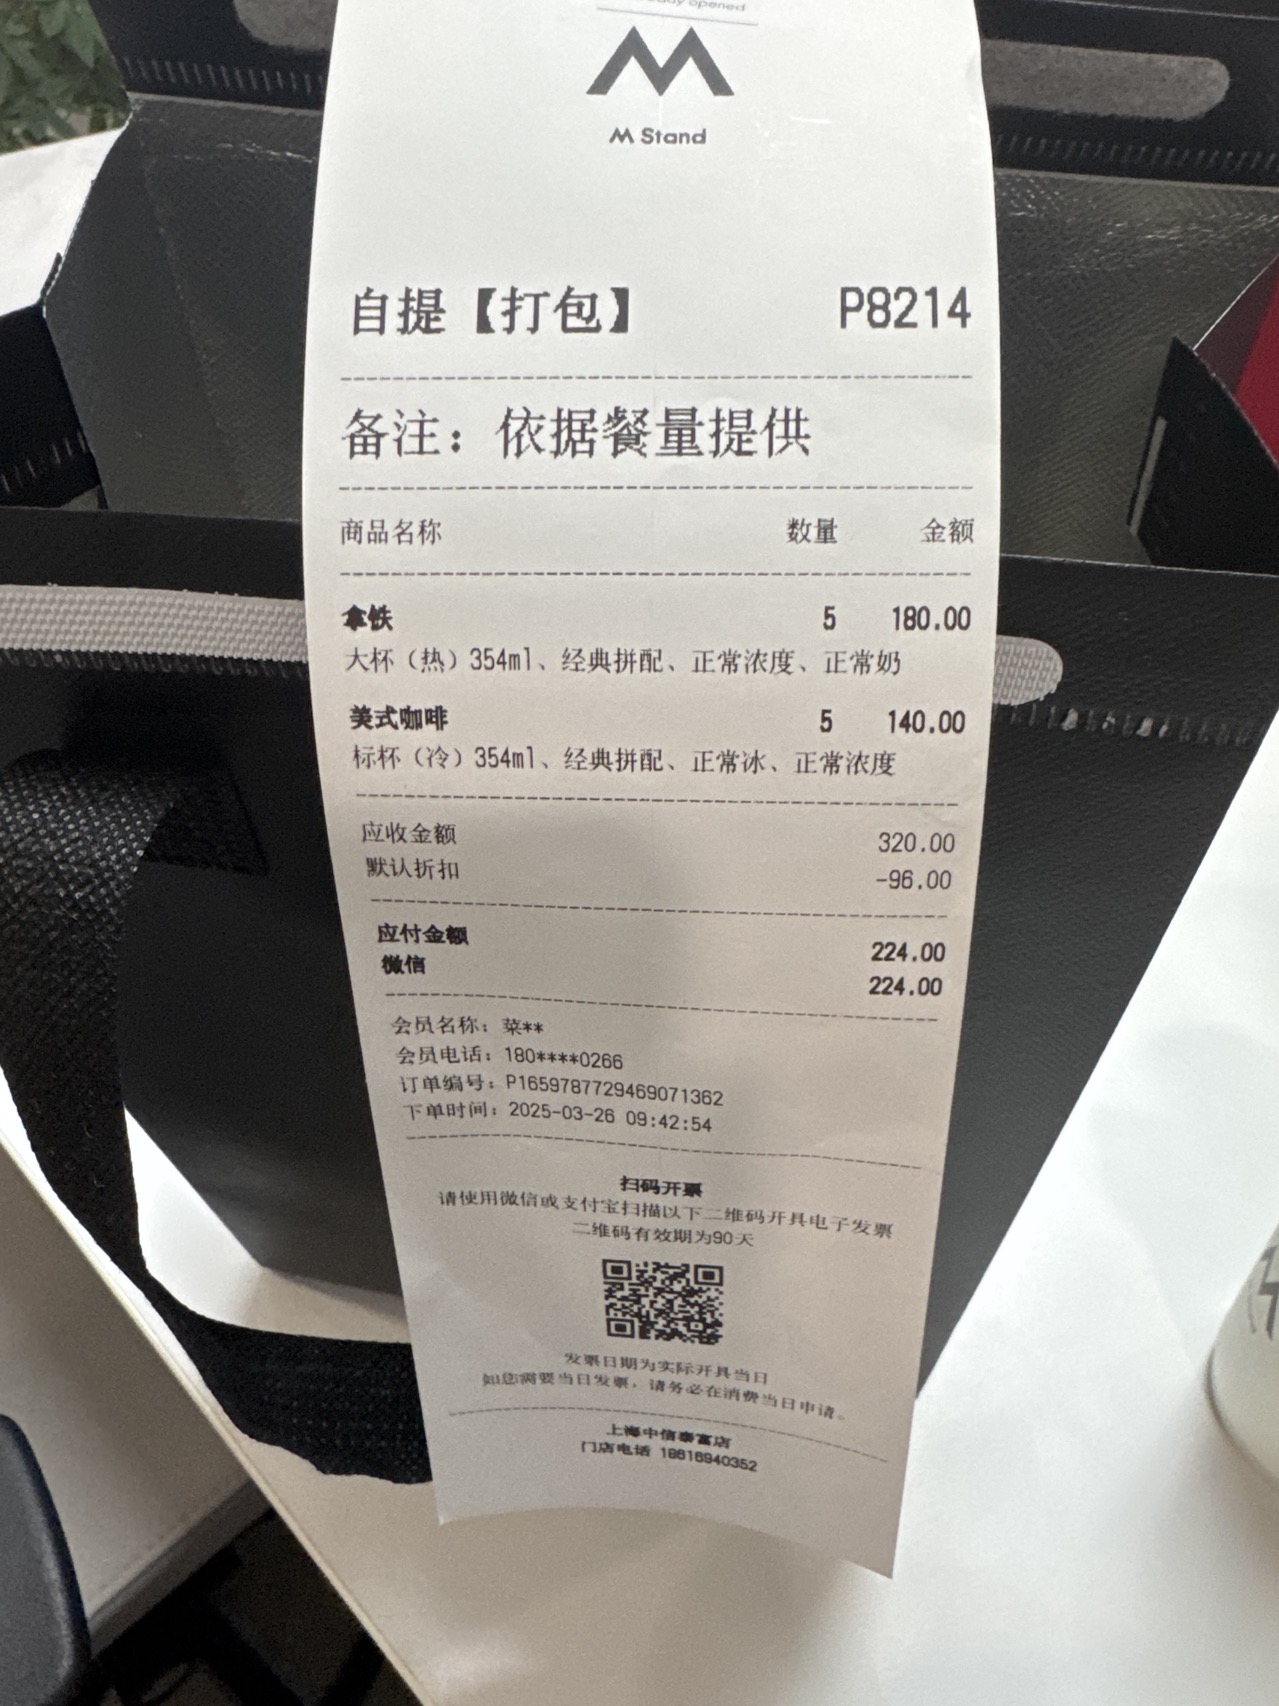 opened
M Stand
自提【打包】 P8214
备注：依据餐量提供
商品名称 数量 金额
拿铁 5 180.00
大杯（热）354ml、经典拼配、正常浓度、正常奶
美式咖啡 5 140.00
标杯（冷）354ml、经典拼配、正常冰、正常浓度
应收金额 320.00
默认折扣 -96.00
应付金额 224.00
微信 224.00
会员名称：菜**
会员电话：180****0266
订单编号：P1659787729469071362
下单时间：2025-03-26 09:42:54
扫码开票
请使用微信或支付宝扫描以下二维码开具电子发票
二维码有效期为90天
发票日期为实际开具当日
如您需要当日发票，请务必在消费当日申请。
上海中信泰富店
门店电话 18616940352